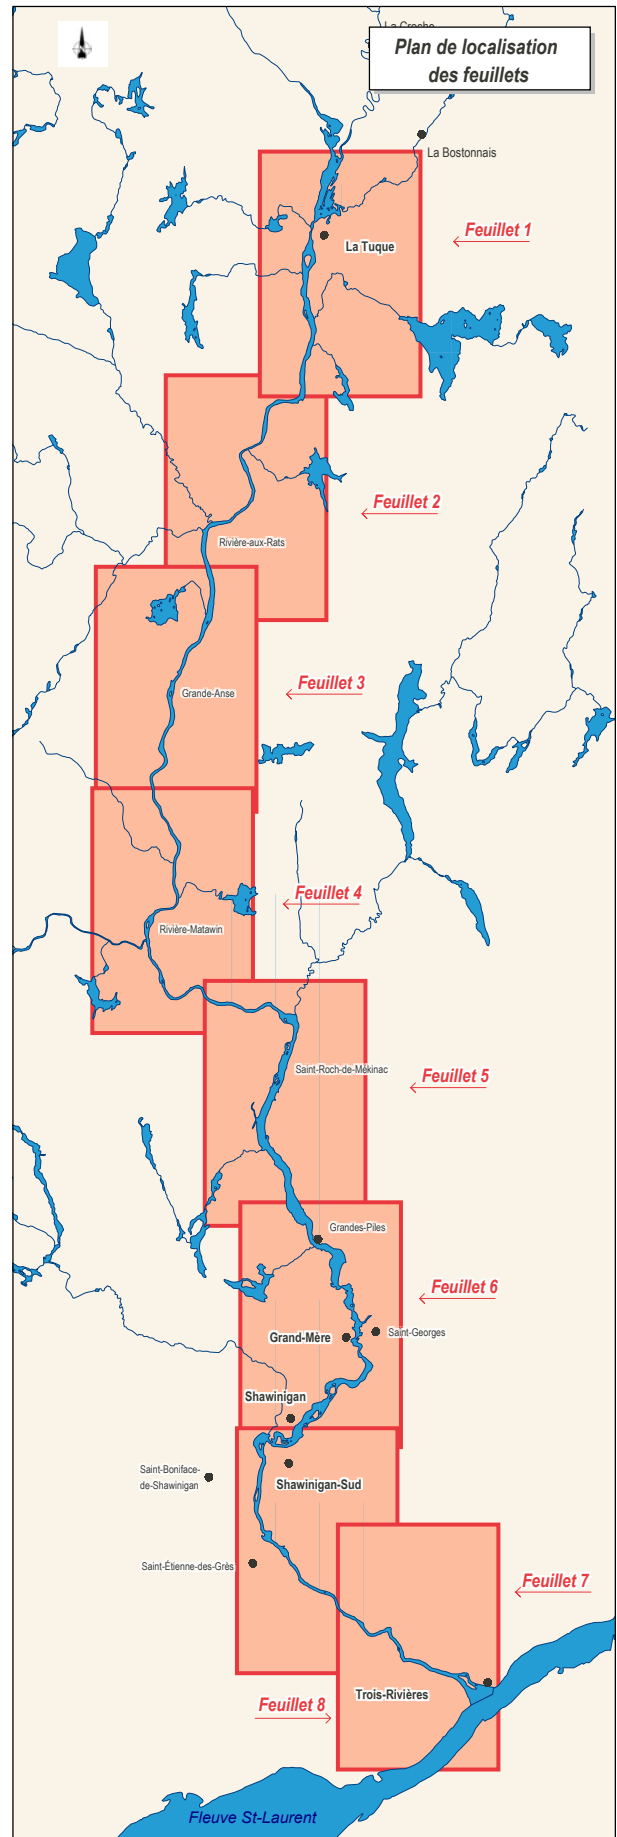 La Croche
Plan de localisation
des feuillets
La Bostonnais
Feuillet 1
La Tuque
Feuillet 2
Rivière-aux-Rats
Feuillet 3
Grande-Anse
Feuillet 4
Rivière-Matawin
Saint-Roch-de-Mékinac
Feuillet 5
Grandes-Piles
Feuillet 6
Grand-Mère
Saint-Georges
Shawinigan
Saint-Boniface-
de-Shawinigan
Shawinigan-Sud
Saint-Étienne-des-Grès
Feuillet 7
Trois-Rivières
Feuillet 8
Fleuve St-Laurent